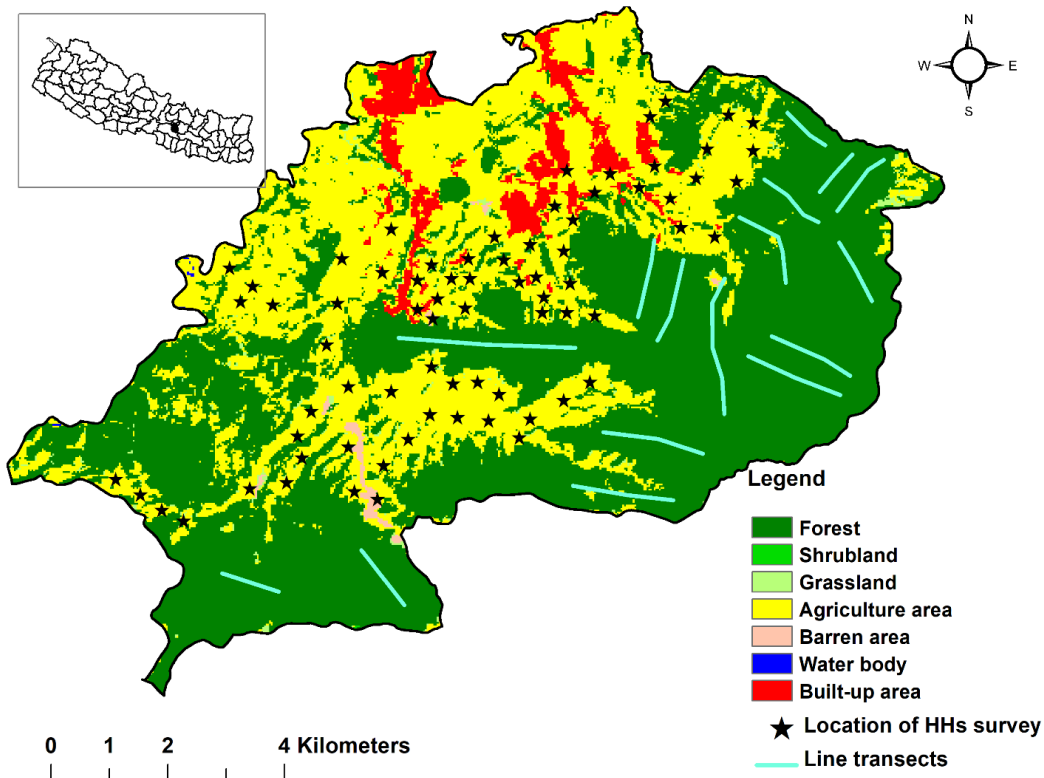 N
W E
S
Legend
Forest
Shrubland
Grassland
Agriculture area
Barren area
Water body
Built-up area
Location of HHs survey
Line transects
0 1 2 4 Kilometers